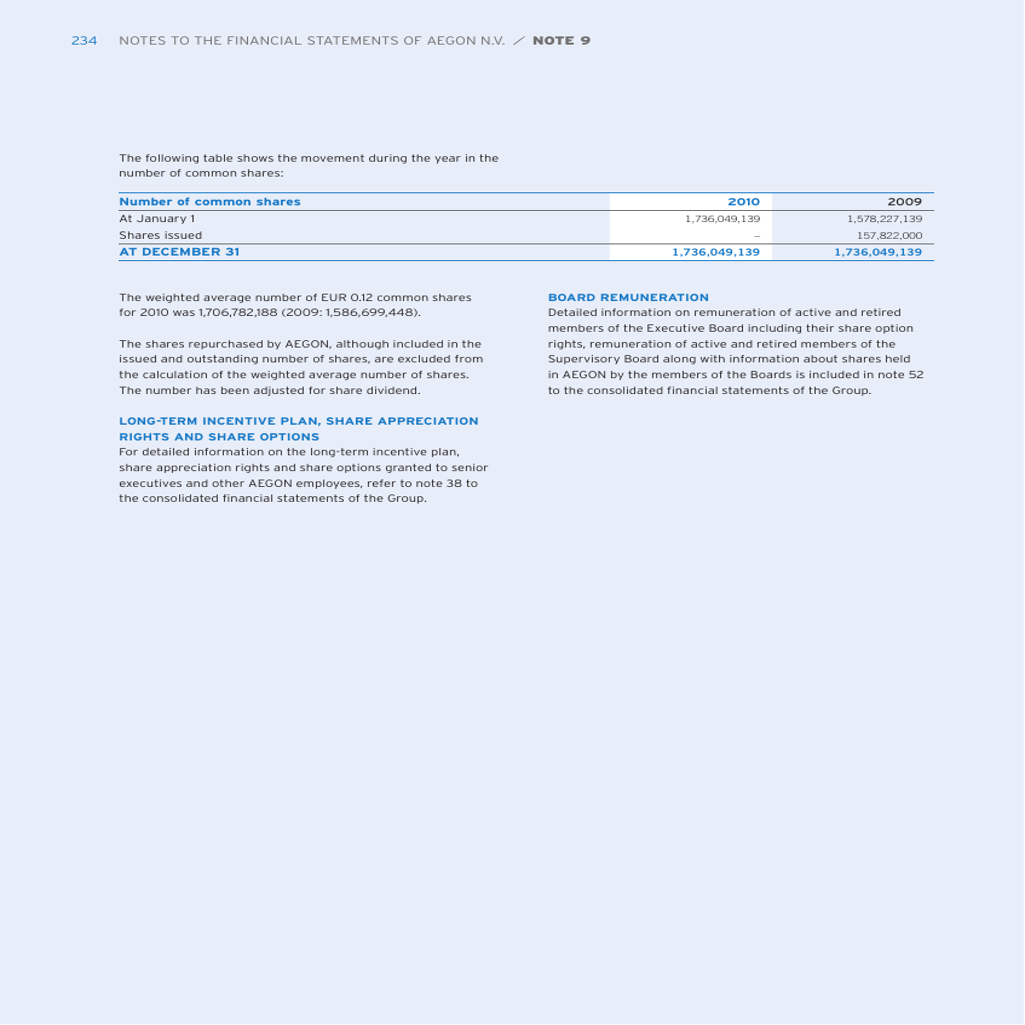 234 NOTES TO THE FINANCIAL STATEMENTS OF AEGON N.V. / NOTE 9
The following table shows the movement during the year in the
number of common shares:
Number of common shares 2010 2009
At January 1 1,736,049,139 1,578,227,139
Shares issued – 157,822,000
AT DECEMBER 31 1,736,049,139 1,736,049,139
The weighted average number of EUR 0.12 common shares
for 2010 was 1,706,782,188 (2009: 1,586,699,448).
The shares repurchased by AEGON, although included in the
issued and outstanding number of shares, are excluded from
the calculation of the weighted average number of shares.
The number has been adjusted for share dividend.
LONG-TERM INCENTIVE PLAN, SHARE APPRECIATION
RIGHTS AND SHARE OPTIONS
For detailed information on the long-term incentive plan,
share appreciation rights and share options granted to senior
executives and other AEGON employees, refer to note 38 to
the consolidated financial statements of the Group.
BOARD REMUNERATION
Detailed information on remuneration of active and retired
members of the Executive Board including their share option
rights, remuneration of active and retired members of the
Supervisory Board along with information about shares held
in AEGON by the members of the Boards is included in note 52
to the consolidated financial statements of the Group.